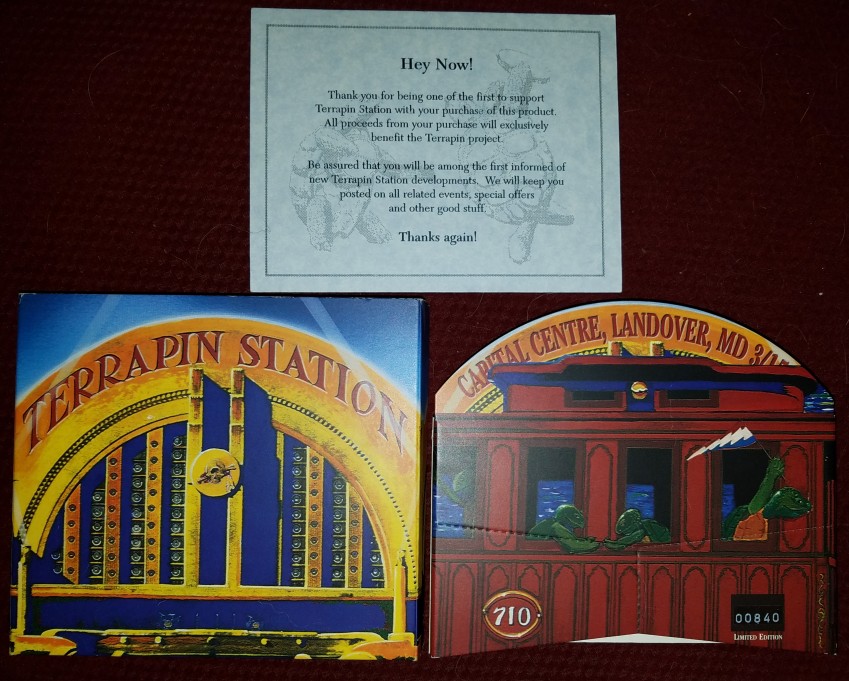 Hey Now!
Thank you for being one of the first to support
Terrapin Station with your purchase of this product.
All proceeds from your purchase will exclusively
benefit the Terrapin project.
Be assured that you will be among the first informed of
new Terrapin Station developments. We will keep you
posted on all related events, special offers
and other good stuff.
Thanks again!
TERRAPIN STATION
CAPITAL CENTRE, LANDOVER, MD
710
00840
LIMITED EDITION